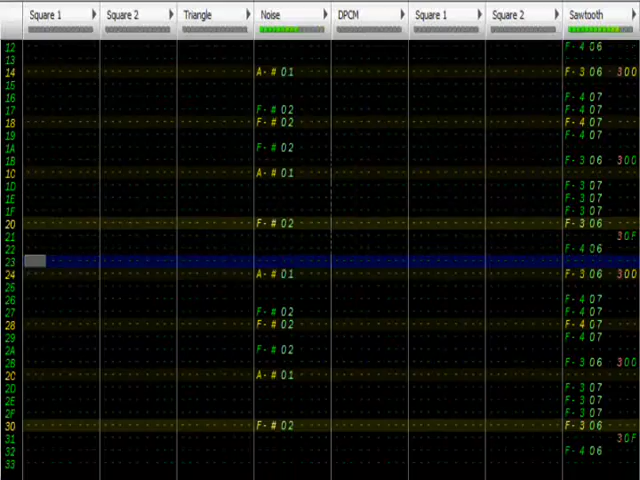 Square 1 Square 2 Triangle Noise DPCM Square 1 Square 2 Sawtooth
12 F-4 06
13
14 A-# 01 F-3 06 300
15
16 F-4 07
17 F-# 02 F-4 07
18 F-# 02 F-4 07
19 F-4 07
1A F-# 02
1B F-3 06 300
1C A-# 01
1D F-3 07
1E F-3 07
1F F-3 07
20 F-# 02 F-3 06
21 30F
22 F-4 06
23
24 A-# 01 F-3 06 300
25
26 F-4 07
27 F-# 02 F-4 07
28 F-# 02 F-4 07
29 F-4 07
2A F-# 02
2B F-3 06 300
2C A-# 01
2D F-3 07
2E F-3 07
2F F-3 07
30 F-# 02 F-3 06
31 30F
32 F-4 06
33